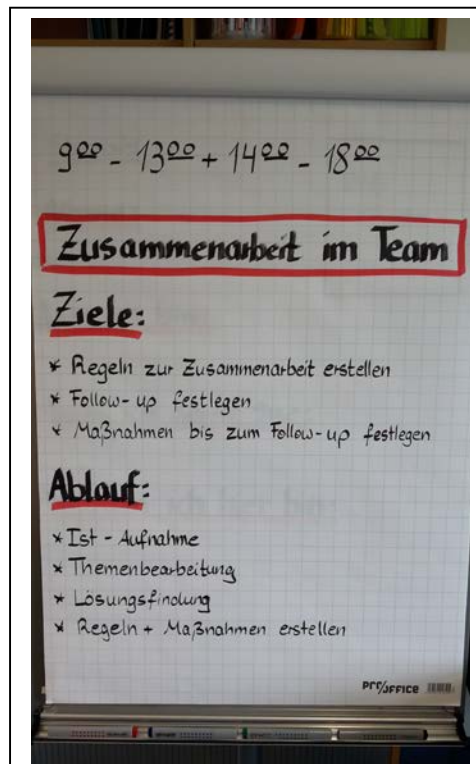 9⁰⁰ - 13⁰⁰ + 14⁰⁰ - 18⁰⁰
Zusammenarbeit im Team
Ziele:
* Regeln zur Zusammenarbeit erstellen
* Follow-up festlegen
* Maßnahmen bis zum Follow-up festlegen
Ablauf:
* Ist - Aufnahme
* Themenbearbeitung
* Lösungsfindung
* Regeln + Maßnahmen erstellen
PRO/OFFICE